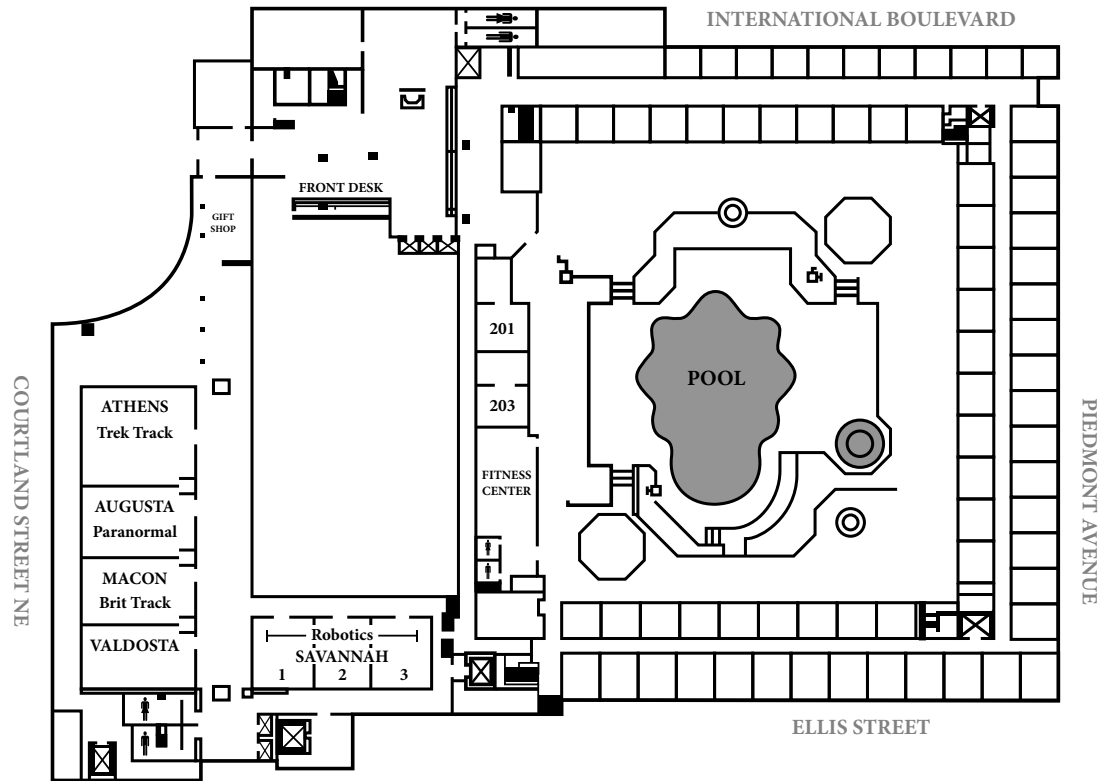 INTERNATIONAL BOULEVARD
FRONT DESK
GIFT
SHOP
201
POOL
203
COURTLAND STREET NE
PIEDMONT AVENUE
ATHENS
Trek Track
FITNESS
CENTER
AUGUSTA
Paranormal
MACON
Brit Track
VALDOSTA
Robotics
SAVANNAH
1 2 3
ELLIS STREET